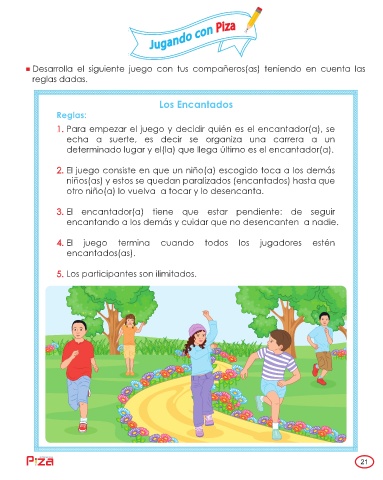 Jugando con Piza
Desarrolla el siguiente juego con tus compañeros(as) teniendo en cuenta las
reglas dadas.
Los Encantados
Reglas:
1. Para empezar el juego y decidir quién es el encantador(a), se
echa a suerte, es decir se organiza una carrera a un
determinado lugar y el(la) que llega último es el encantador(a).
2. El juego consiste en que un niño(a) escogido toca a los demás
niños(as) y estos se quedan paralizados (encantados) hasta que
otro niño(a) lo vuelva a tocar y lo desencanta.
3. El encantador(a) tiene que estar pendiente: de seguir
encantando a los demás y cuidar que no desencanten a nadie.
4. El juego termina cuando todos los jugadores estén
encantados(as).
5. Los participantes son ilimitados.
Piza
21